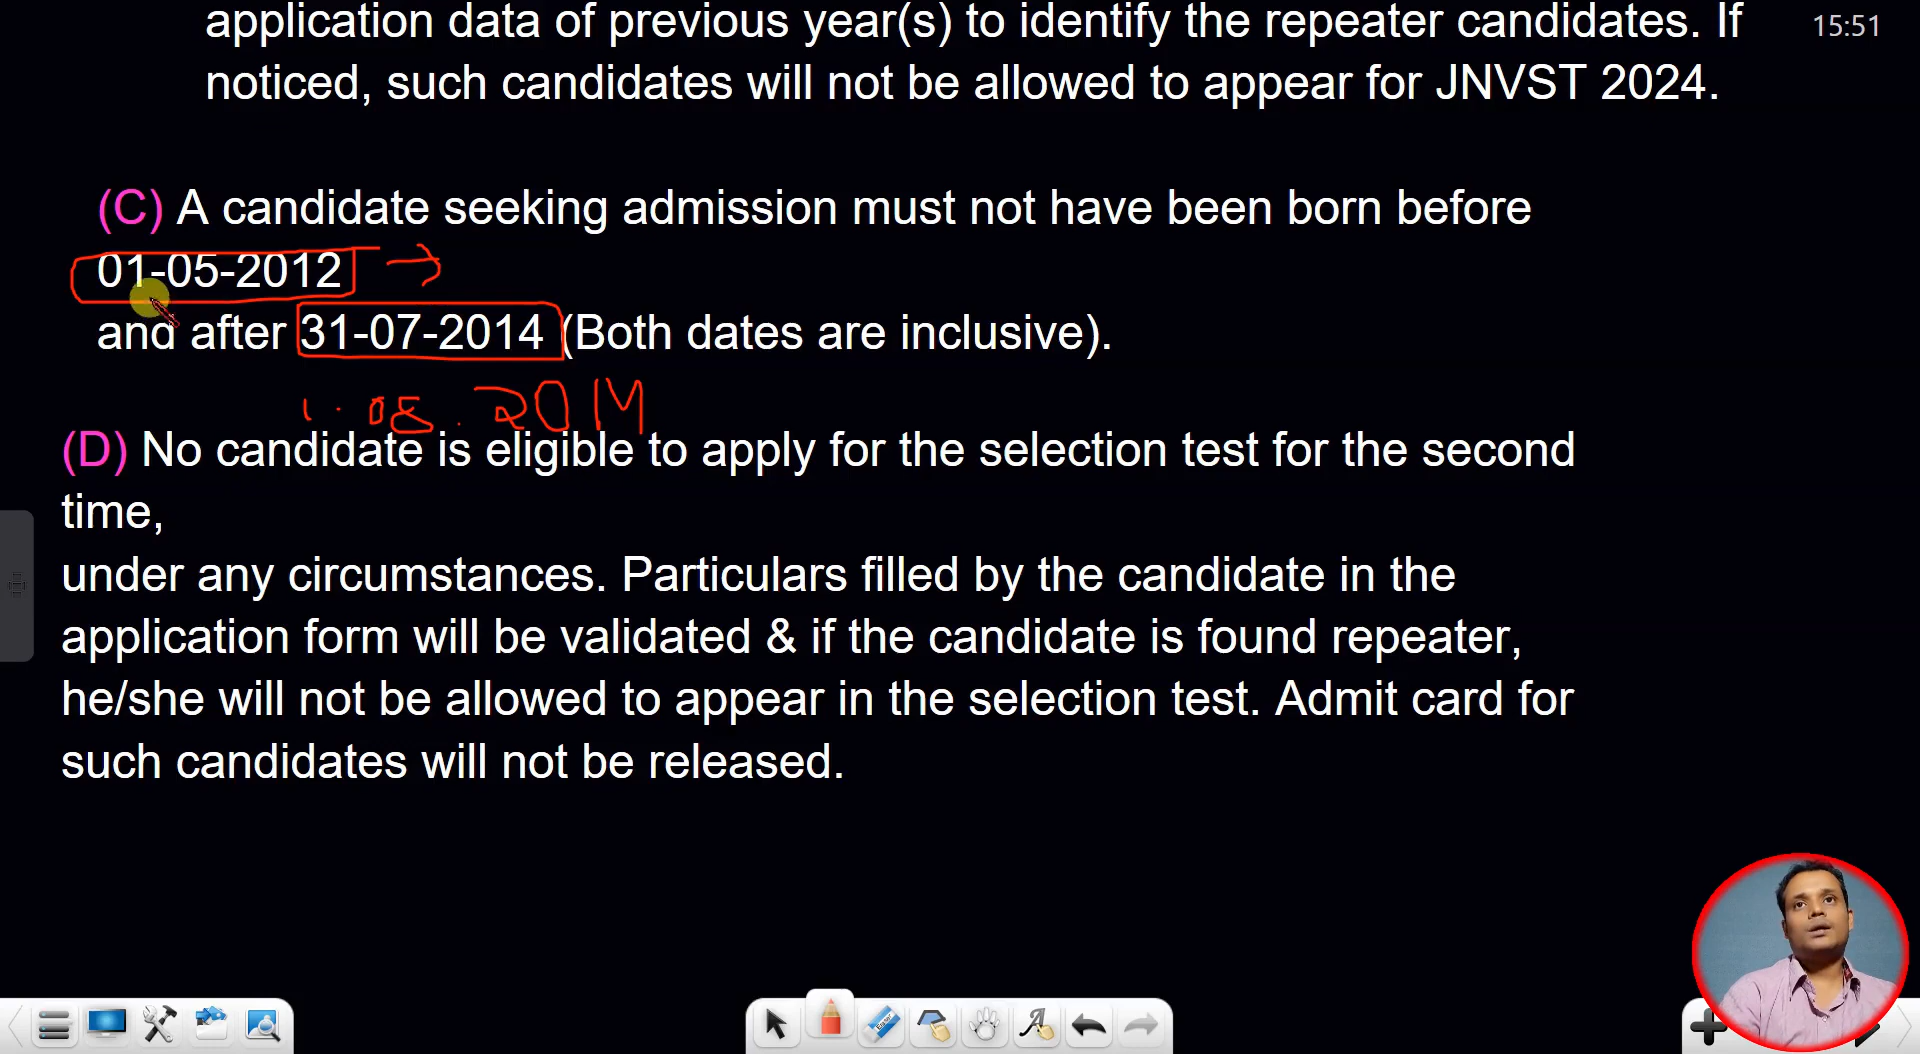 application data of previous year(s) to identify the repeater candidates. If
15:51
noticed, such candidates will not be allowed to appear for JNVST 2024.
(C) A candidate seeking admission must not have been born before
01-05-2012
and after 31-07-2014 (Both dates are inclusive).
1.08.2014
(D) No candidate is eligible to apply for the selection test for the second
time,
under any circumstances. Particulars filled by the candidate in the
application form will be validated & if the candidate is found repeater,
he/she will not be allowed to appear in the selection test. Admit card for
such candidates will not be released.